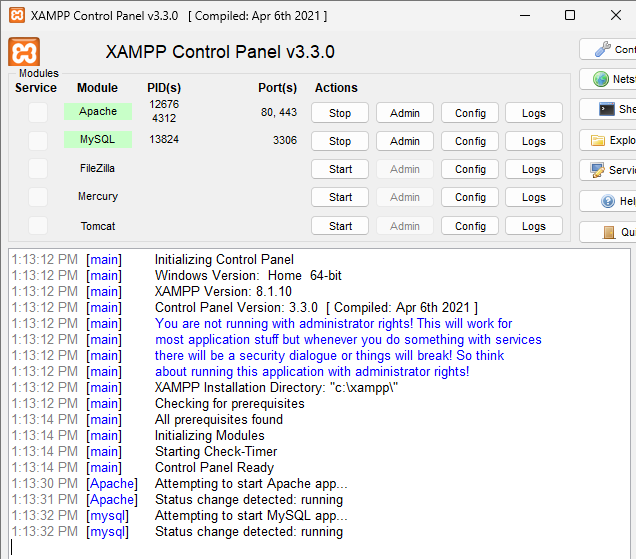 XAMPP Control Panel v3.3.0 [ Compiled: Apr 6th 2021 ]
XAMPP Control Panel v3.3.0
Modules
Service Module PID(s) Port(s) Actions
Apache 12676 4312 80, 443 Stop Admin Config Logs
MySQL 13824 3306 Stop Admin Config Logs
FileZilla Start Admin Config Logs
Mercury Start Admin Config Logs
Tomcat Start Admin Config Logs
Conf
Netst
She
Explo
Servi
Hel
Qui
1:13:12 PM [main] Initializing Control Panel
1:13:12 PM [main] Windows Version: Home 64-bit
1:13:12 PM [main] XAMPP Version: 8.1.10
1:13:12 PM [main] Control Panel Version: 3.3.0 [ Compiled: Apr 6th 2021 ]
1:13:12 PM [main] You are not running with administrator rights! This will work for
1:13:12 PM [main] most application stuff but whenever you do something with services
1:13:12 PM [main] there will be a security dialogue or things will break! So think
1:13:12 PM [main] about running this application with administrator rights!
1:13:12 PM [main] XAMPP Installation Directory: "c:\xampp\"
1:13:12 PM [main] Checking for prerequisites
1:13:14 PM [main] All prerequisites found
1:13:14 PM [main] Initializing Modules
1:13:14 PM [main] Starting Check-Timer
1:13:14 PM [main] Control Panel Ready
1:13:30 PM [Apache] Attempting to start Apache app...
1:13:31 PM [Apache] Status change detected: running
1:13:32 PM [mysql] Attempting to start MySQL app...
1:13:32 PM [mysql] Status change detected: running